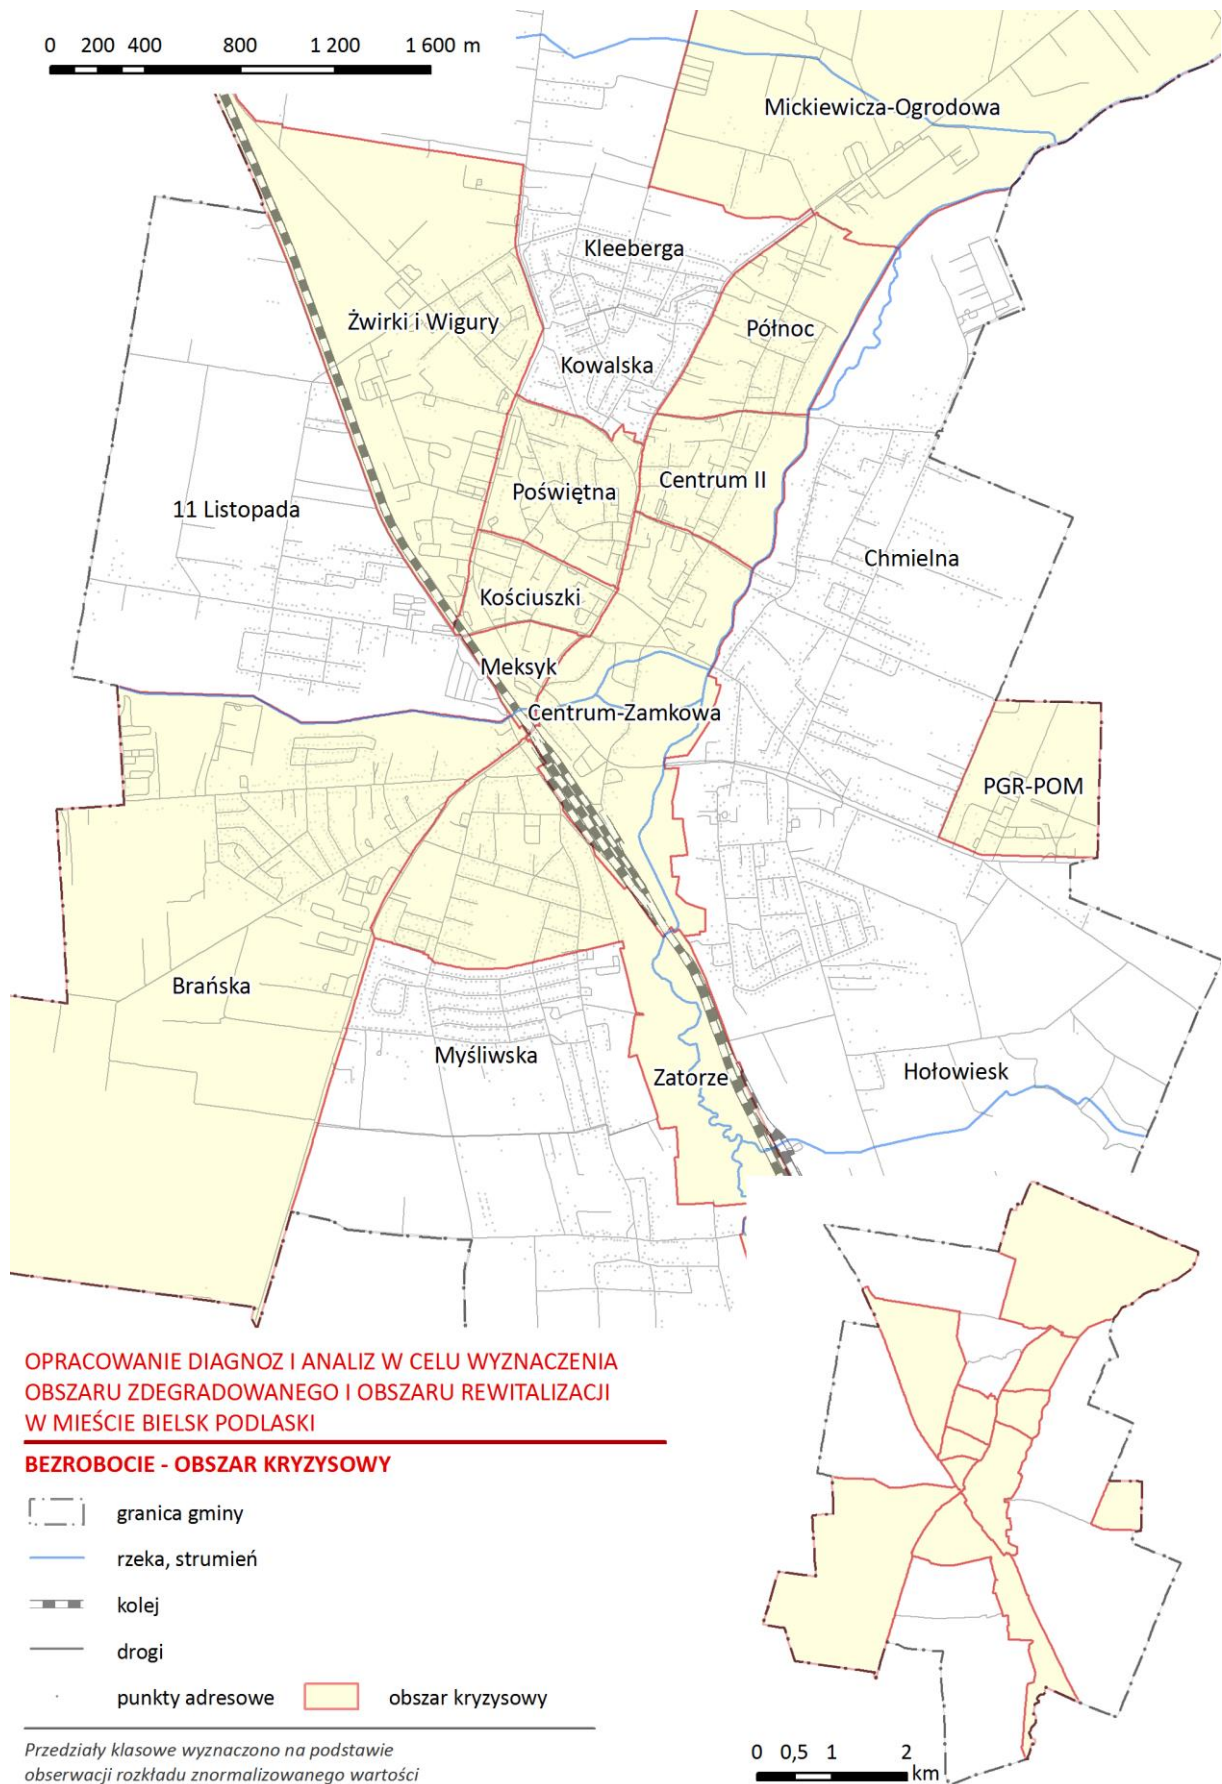 0 200 400 800 1 200 1 600 m
Mickiewicza-Ogrodowa
Kleeberga
Żwirki i Wigury
Północ
Kowalska
Centrum II
Poświętna
11 Listopada
Chmielna
Kościuszki
Meksyk
Centrum-Zamkowa
PGR-POM
Brańska
Myśliwska
Zatorze
Hołowiesk
OPRACOWANIE DIAGNOZ I ANALIZ W CELU WYZNACZENIA
OBSZARU ZDEGRADOWANEGO I OBSZARU REWITALIZACJI
W MIEŚCIE BIELSK PODLASKI
BEZROBOCIE - OBSZAR KRYZYSOWY
granica gminy
rzeka, strumień
kolej
drogi
punkty adresowe obszar kryzysowy
Przedziały klasowe wyznaczono na podstawie
obserwacji rozkładu znormalizowanego wartości
0 0,5 1 2
km